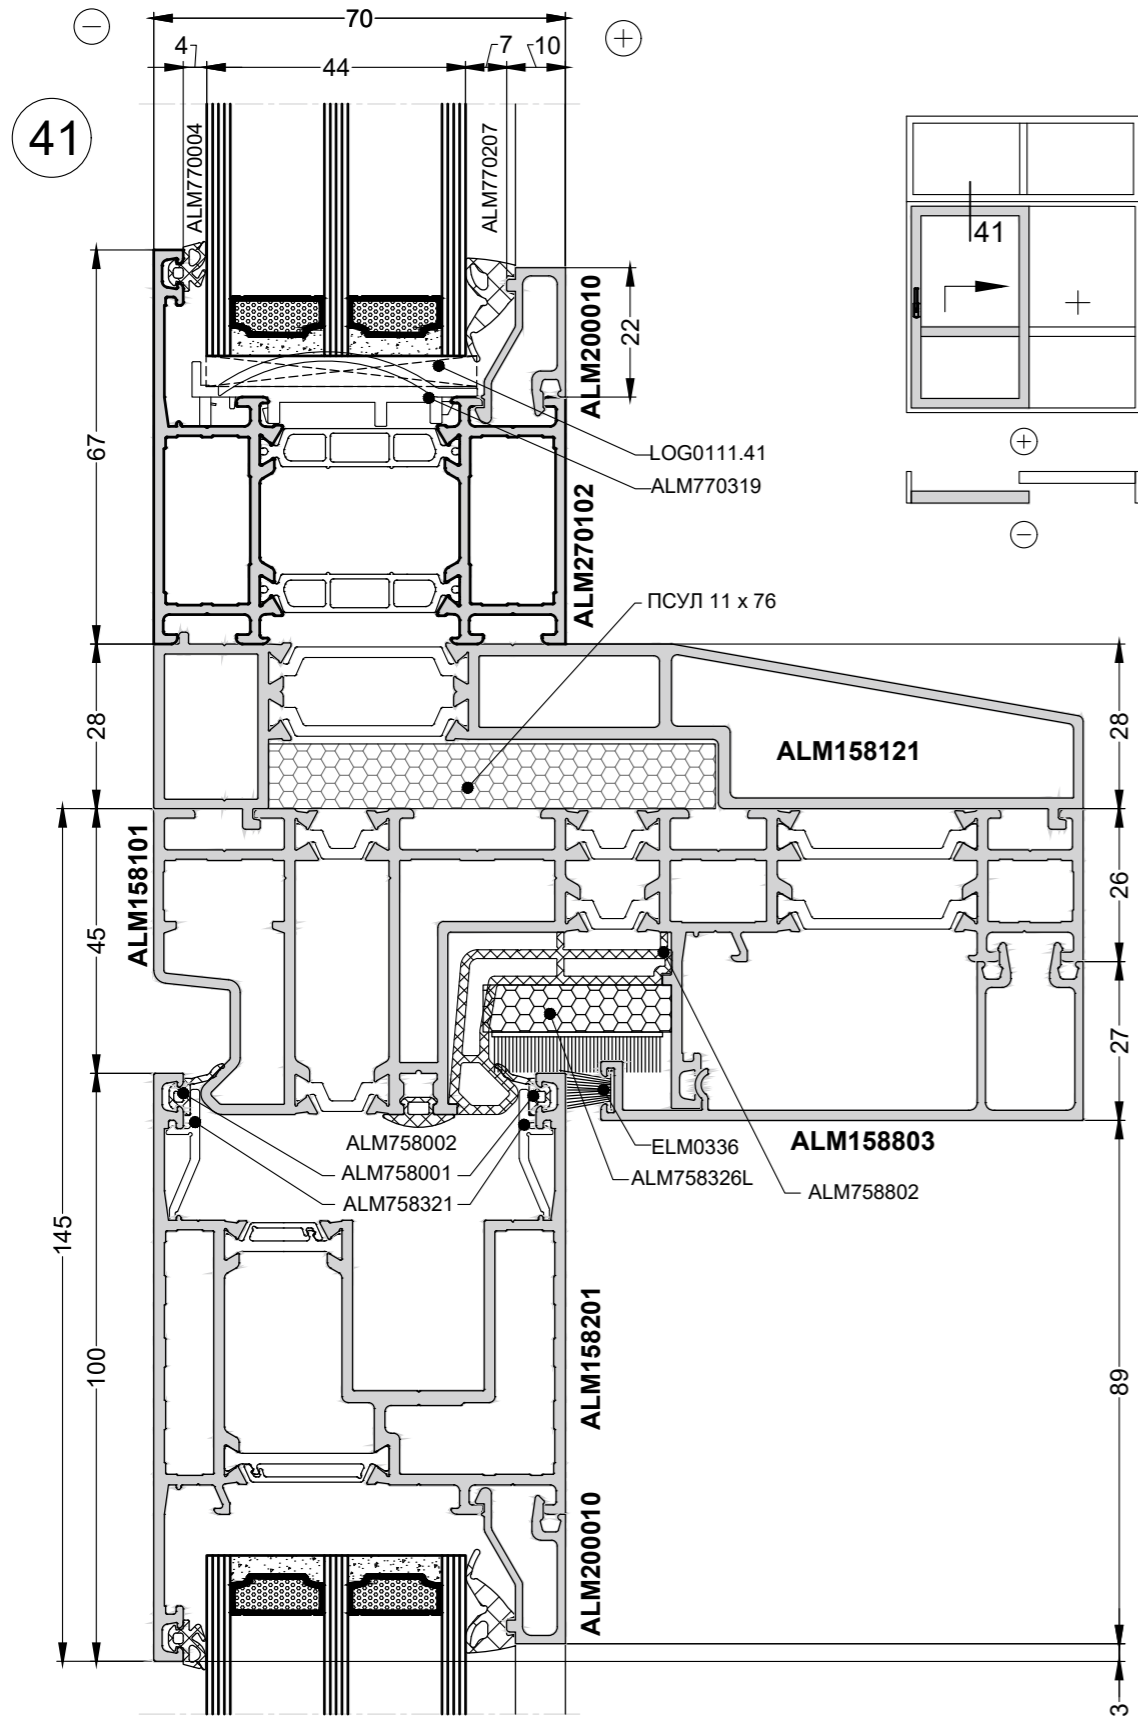 70
4
44
7
10
41
ALM770004
ALM770207
ALM200010
22
41
67
LOG0111.41
ALM770319
ALM270102
ПСУЛ 11 x 76
28
28
ALM158121
ALM158101
45
26
27
ALM758002
ALM758001
ALM758321
ELM0336
ALM758326L
ALM158803
ALM758802
145
100
ALM158201
89
ALM200010
3